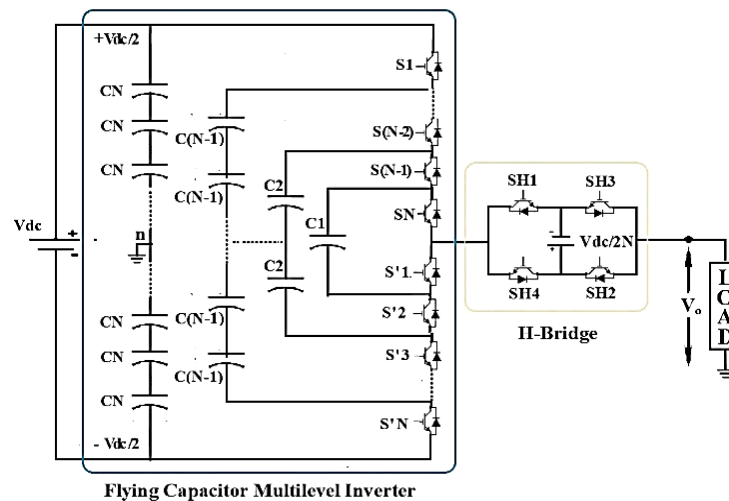 +Vdc/2
CN
CN
CN
n
CN
CN
CN
- Vdc/2
Vdc
+
-
-
C(N-1)
C(N-1)
C(N-1)
C(N-1)
C2
C2
C1
S1
S(N-2)
S(N-1)
SN
S'1
S'2
S'3
S'N
SH1
SH3
-
+
Vdc/2N
SH4
SH2
H-Bridge
Vo
LOAD
Flying Capacitor Multilevel Inverter